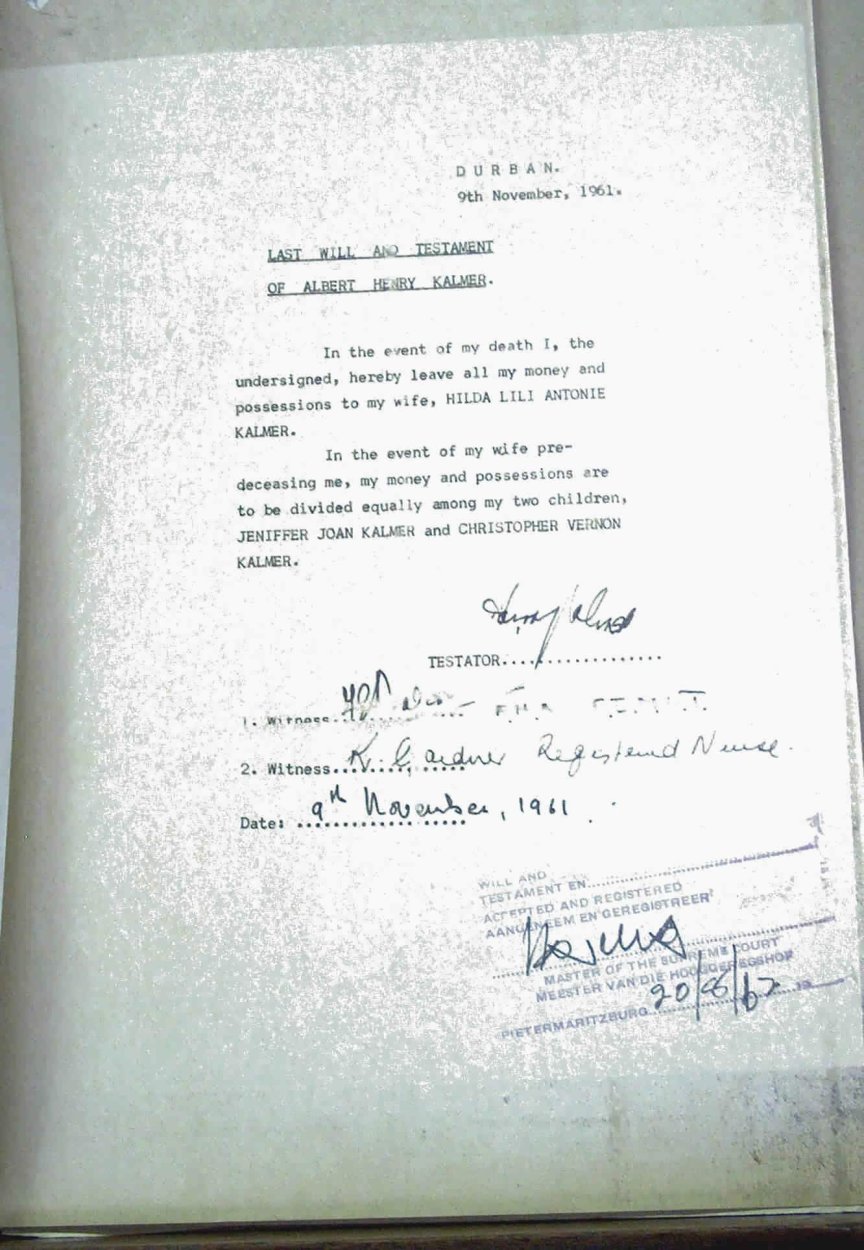 D U R B A N.
9th November, 1961.
LAST WILL AND TESTAMENT
OF ALBERT HENRY KALMER.
In the event of my death I, the
undersigned, hereby leave all my money and
possessions to my wife, HILDA LILI ANTONIE
KALMER.
In the event of my wife pre-
deceasing me, my money and possessions are
to be divided equally among my two children,
JENIFFER JOAN KALMER and CHRISTOPHER VERNON
KALMER.
TESTATOR..................
1. Witness
2. Witness K. Gardner Registered Nurse.
Date: 9th November, 1961
WILL AND
TESTAMENT EN
ACCEPTED AND REGISTERED
AANGENEEM EN GEREGISTREER
MASTER OF THE SUPREME COURT
MEESTER VAN DIE HOOGGEREGSHOF
PIETERMARITZBURG 19